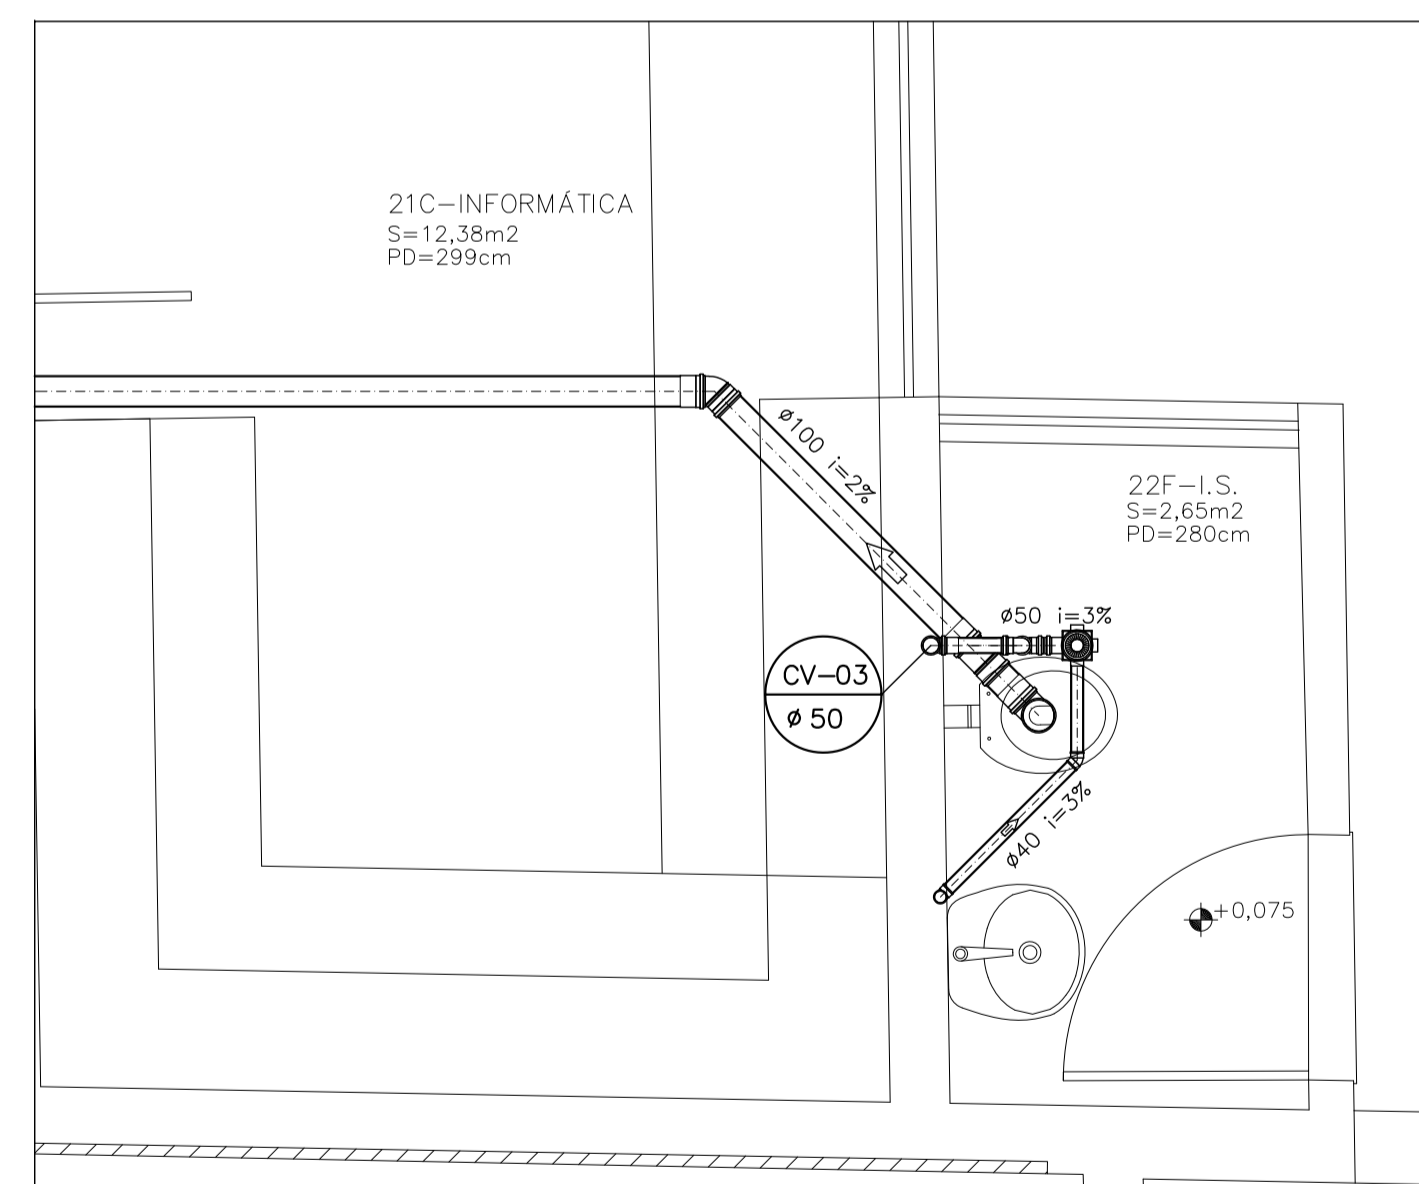 21C-INFORMÁTICA
S=12,38m2
PD=299cm
ø100 i=2%
22F-I.S.
S=2,65m2
PD=280cm
ø50 i=3%
CV-03
ø 50
ø40 i=3%
+0,075